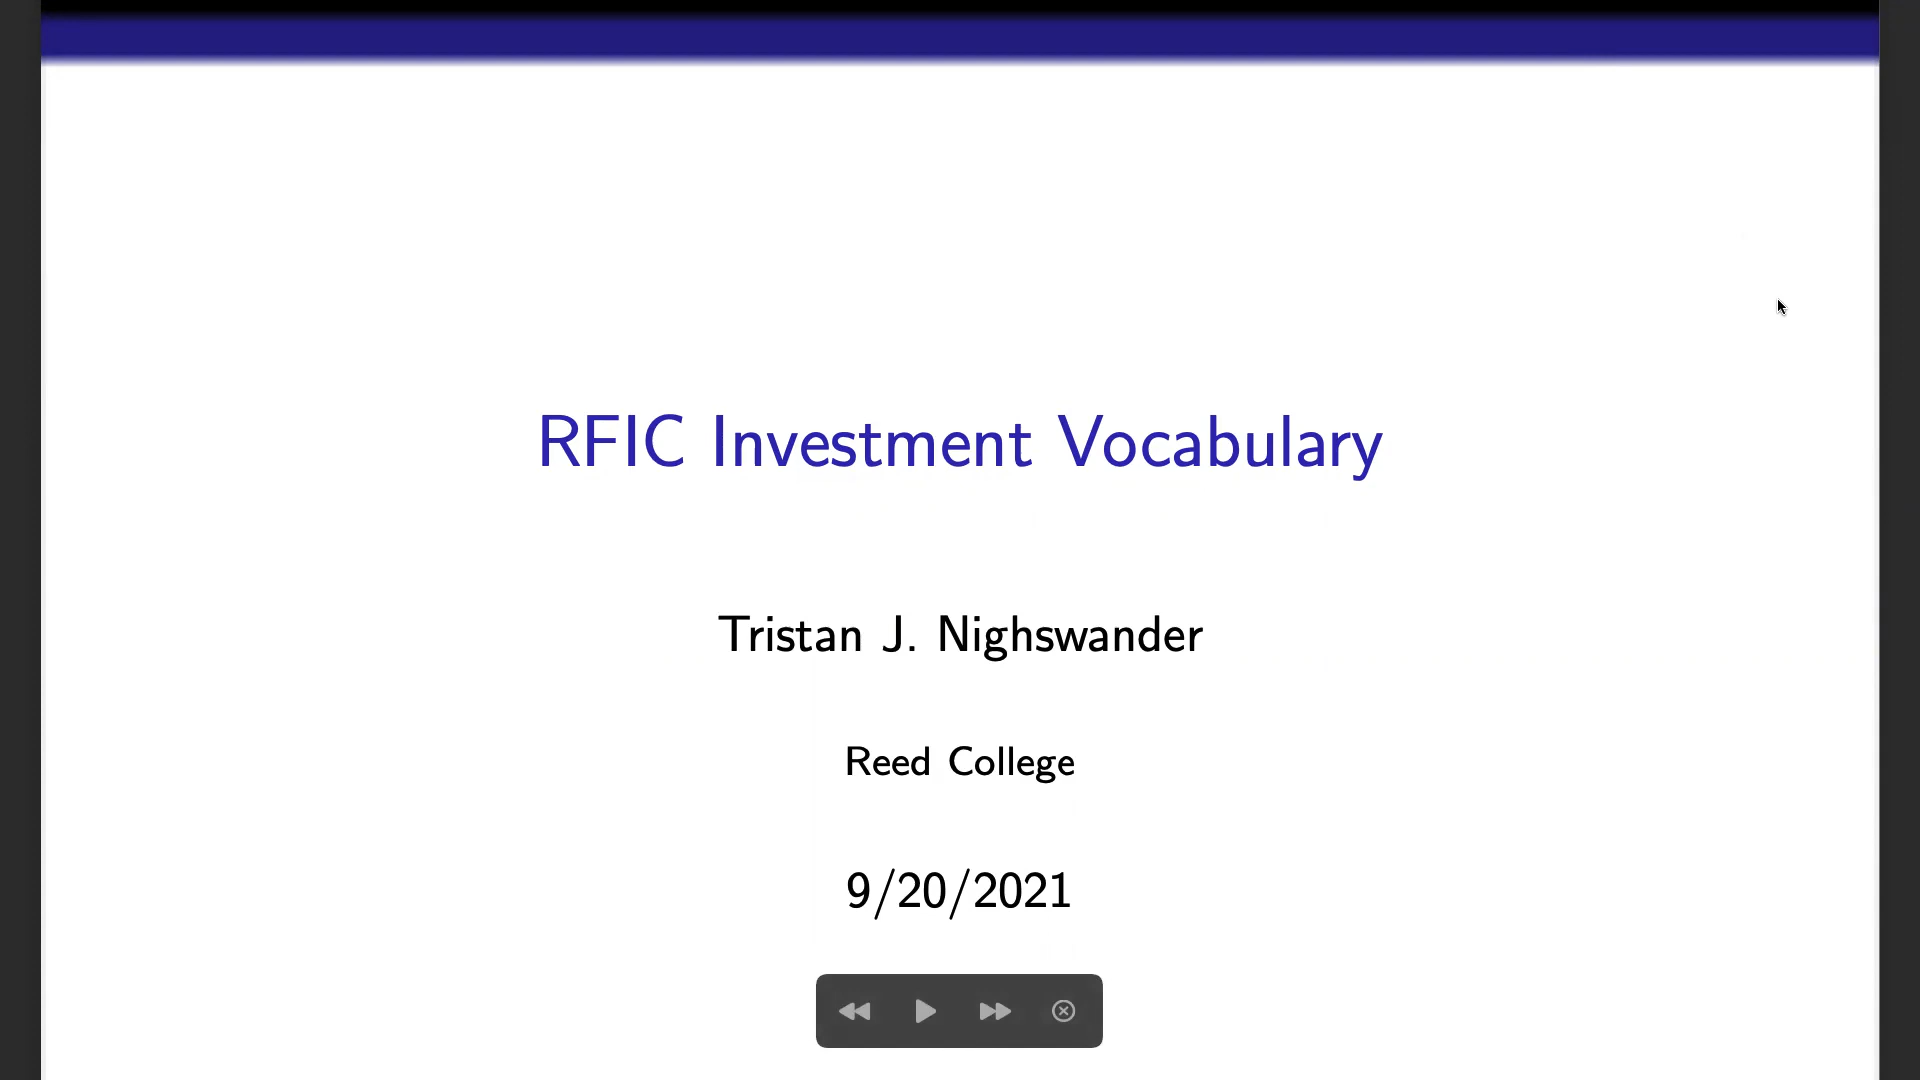 RFIC Investment Vocabulary
Tristan J. Nighswander
Reed College
9/20/2021